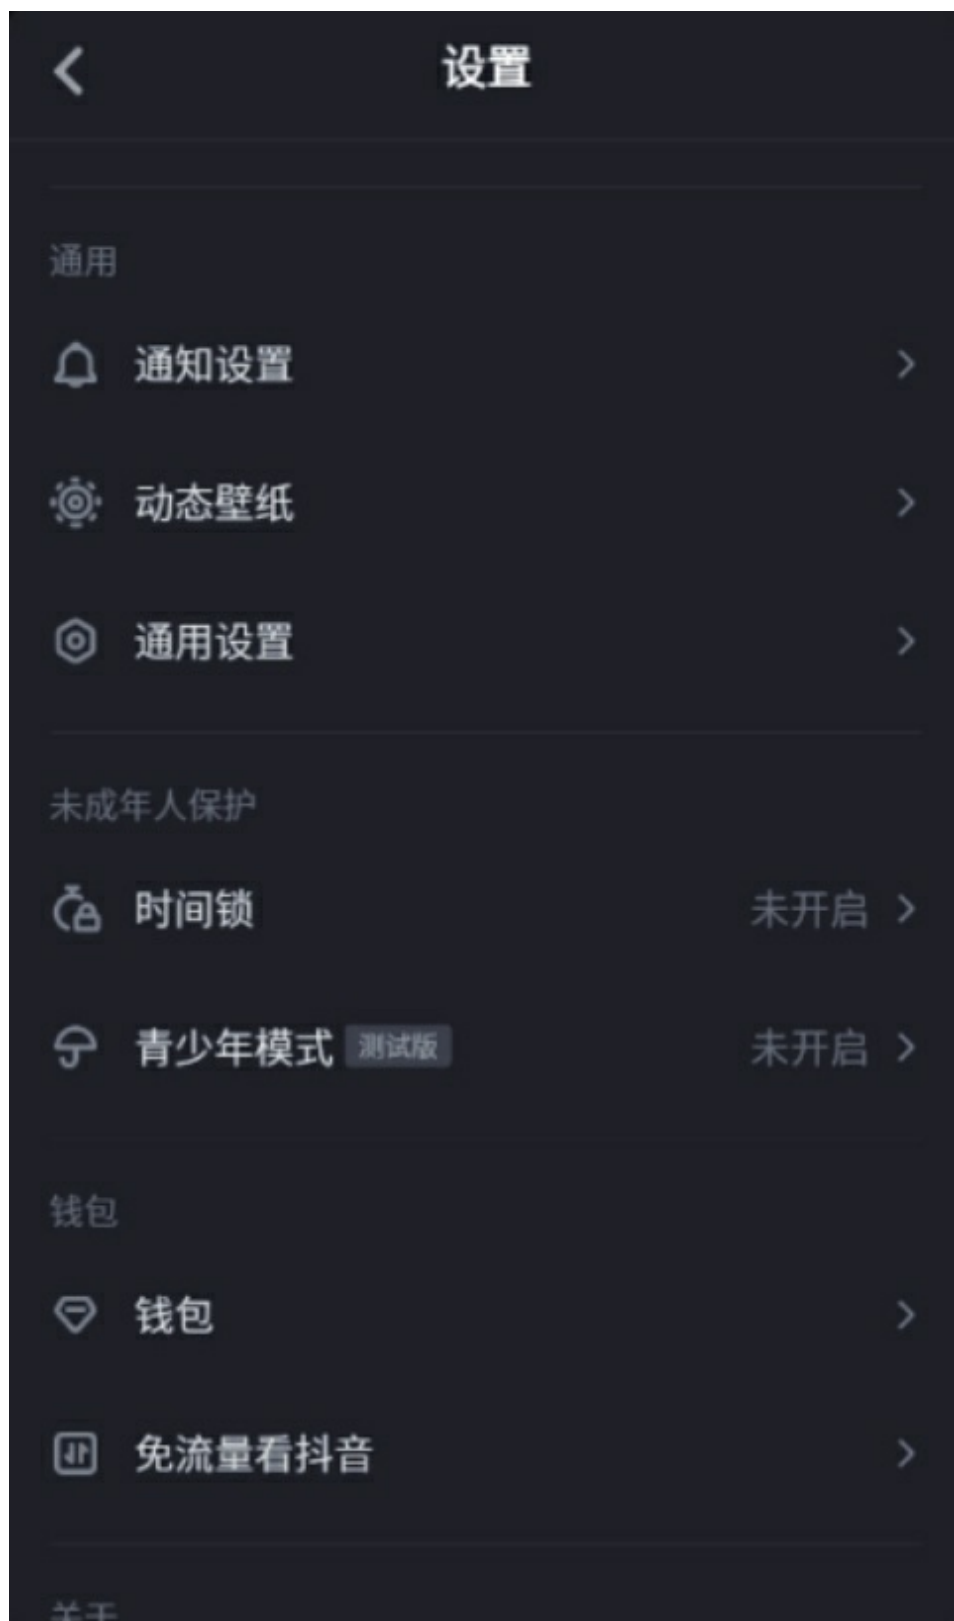 设置
通用
通知设置
动态壁纸
通用设置
未成年人保护
时间锁 未开启
青少年模式 测试版 未开启
钱包
钱包
免流量看抖音
关于